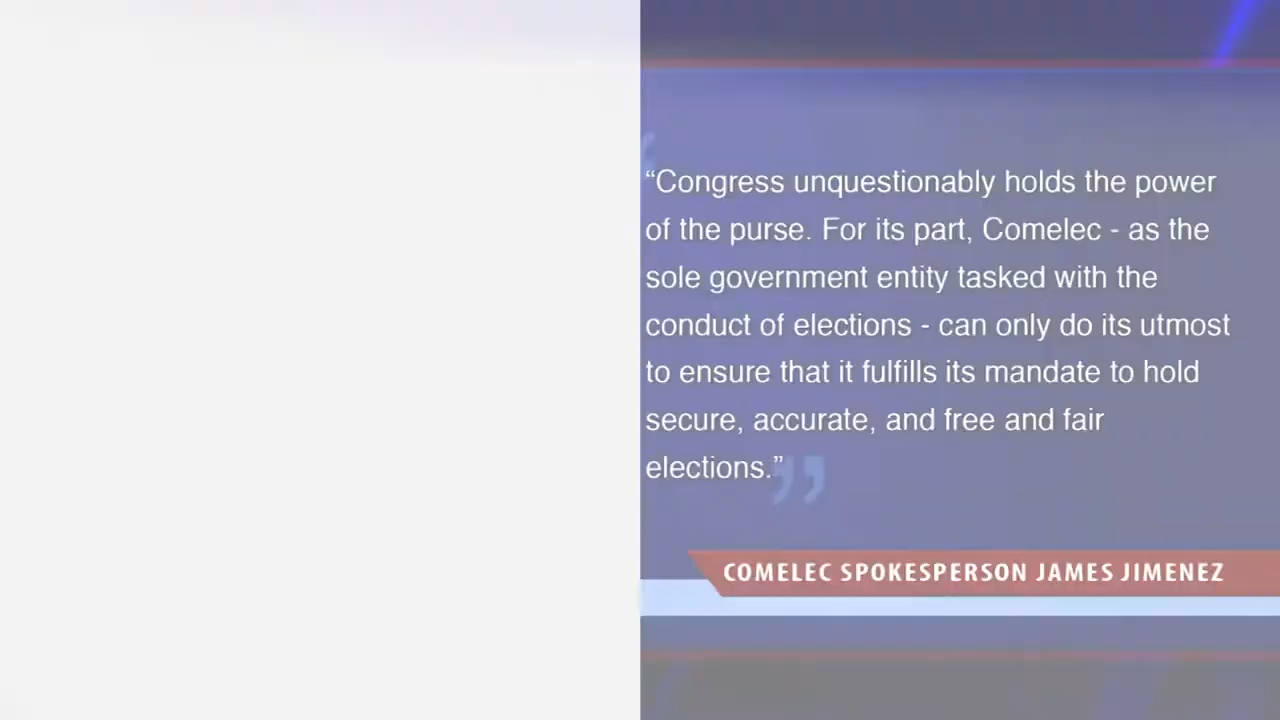 “Congress unquestionably holds the power
of the purse. For its part, Comelec - as the
sole government entity tasked with the
conduct of elections - can only do its utmost
to ensure that it fulfills its mandate to hold
secure, accurate, and free and fair
elections.”
COMELEC SPOKESPERSON JAMES JIMENEZ